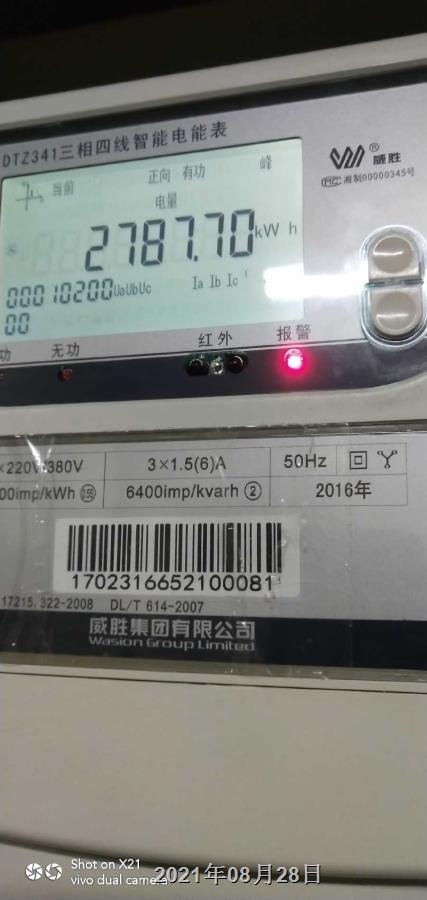 DTZ341三相四线智能电能表
威胜®
MC 湘制00000345号
当前 正向 有功 峰
电量
2787.70kW h
00010200UaUbUc Ia Ib Ic
00
功 无功 红外 报警
×220V/380V 3×1.5(6)A 50Hz
00imp/kWh 6400imp/kvarh ② 2016年
1702316652100081
17215.322-2008 DL/T 614-2007
威胜集团有限公司
Wasion Group Limited
Shot on X21
vivo dual camera
2021年08月28日